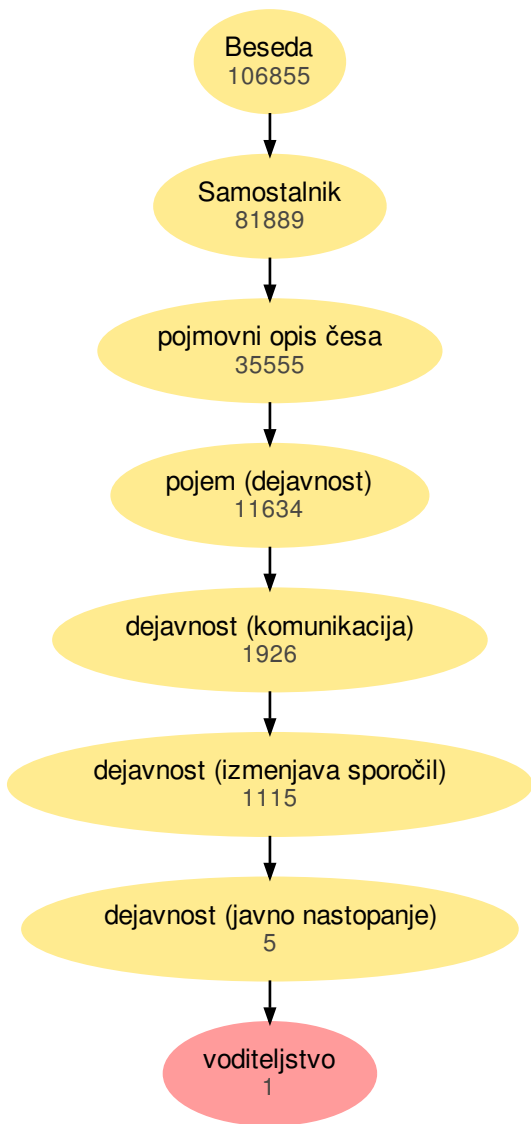 Beseda
106855
Samostalnik
81889
pojmovni opis česa
35555
pojem (dejavnost)
11634
dejavnost (komunikacija)
1926
dejavnost (izmenjava sporočil)
1115
dejavnost (javno nastopanje)
5
voditeljstvo
1